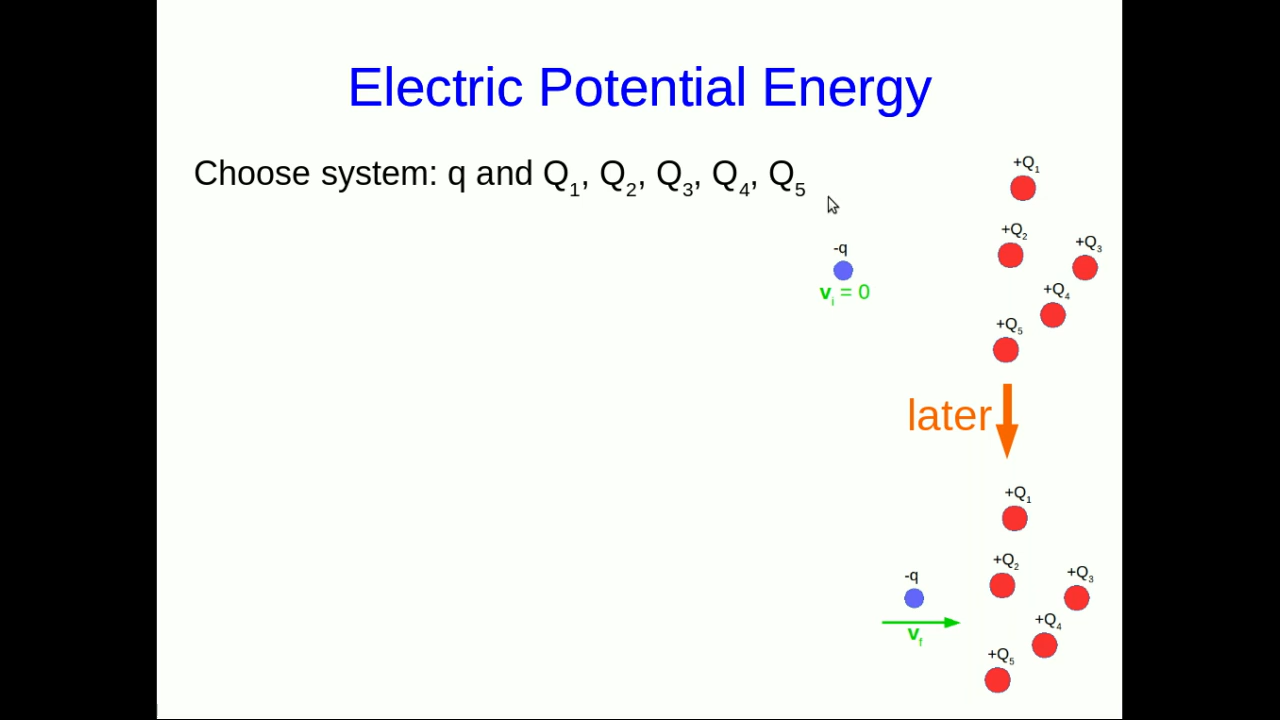 Electric Potential Energy
Choose system: q and Q1, Q2, Q3, Q4, Q5
+Q1
+Q2
+Q3
-q
+Q4
vi = 0
+Q5
later
+Q1
+Q2
+Q3
-q
+Q4
vf
+Q5